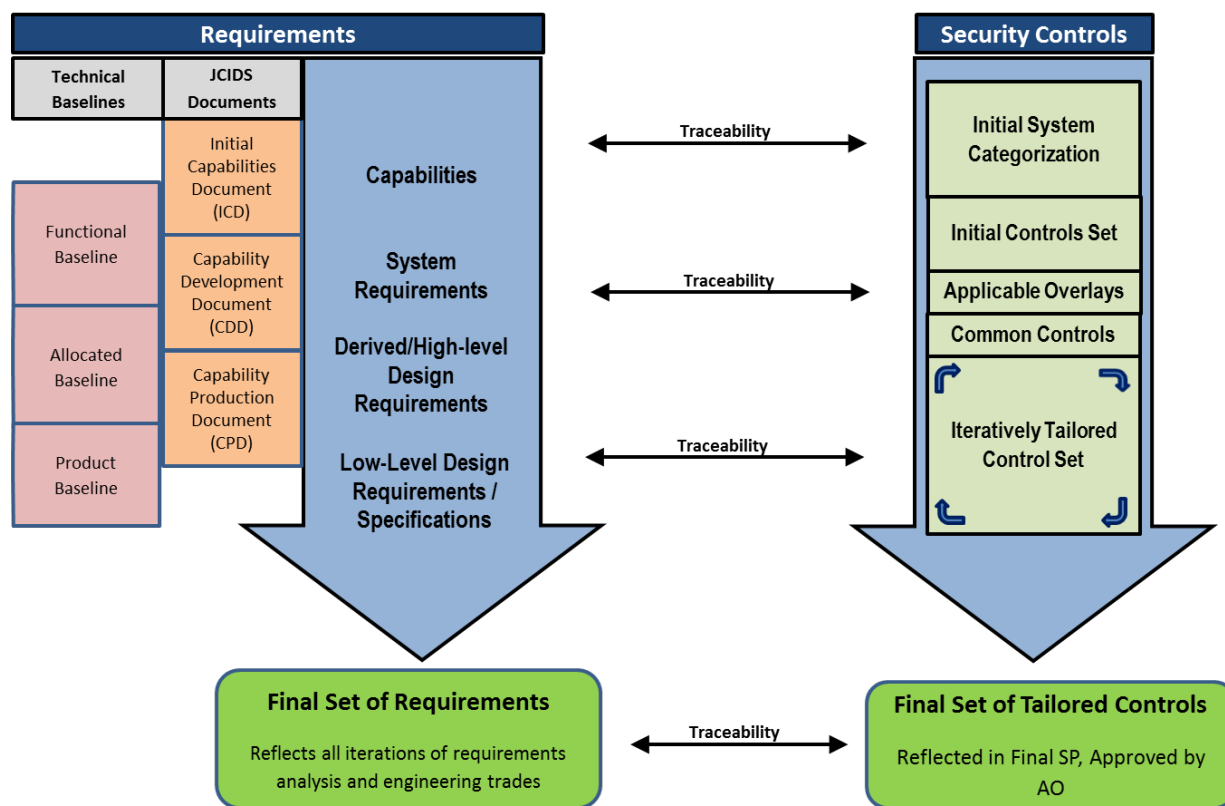 Requirements
Technical
Baselines
JCIDS
Documents
Initial
Capabilities
Document
(ICD)
Capability
Development
Document
(CDD)
Capability
Production
Document
(CPD)
Functional
Baseline
Allocated
Baseline
Product
Baseline
Capabilities
System
Requirements
Derived/High-level
Design
Requirements
Low-Level Design
Requirements /
Specifications
Traceability
Traceability
Traceability
Security Controls
Initial System
Categorization
Initial Controls Set
Applicable Overlays
Common Controls
Iteratively Tailored
Control Set
Final Set of Requirements
Reflects all iterations of requirements
analysis and engineering trades
Traceability
Final Set of Tailored Controls
Reflected in Final SP, Approved by
AO